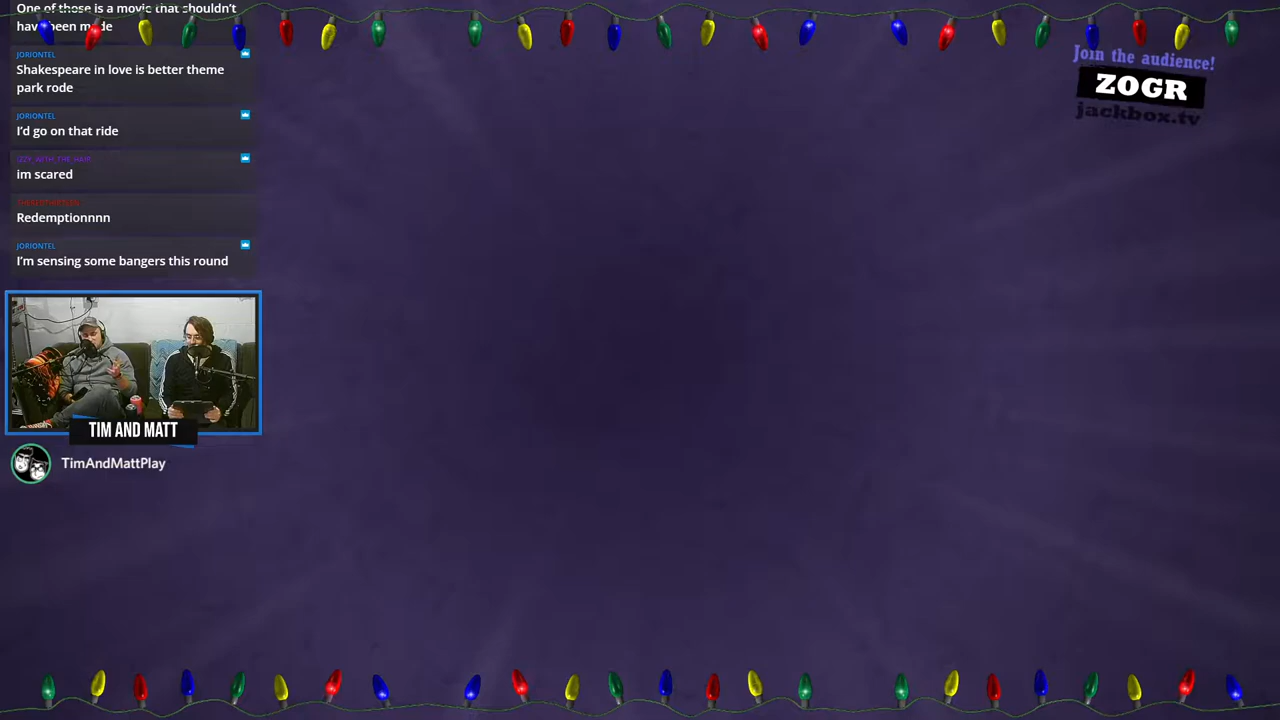 One of those is a movie that shouldn't
have been made
JORIONTEL
Shakespeare in love is better theme
park rode
JORIONTEL
I'd go on that ride
IZZY_WITH_THE_HAIR
im scared
Redemptionnnn
JORIONTEL
I'm sensing some bangers this round
TIM AND MATT
TimAndMattPlay
Join the audience!
ZOGR
jackbox.tv